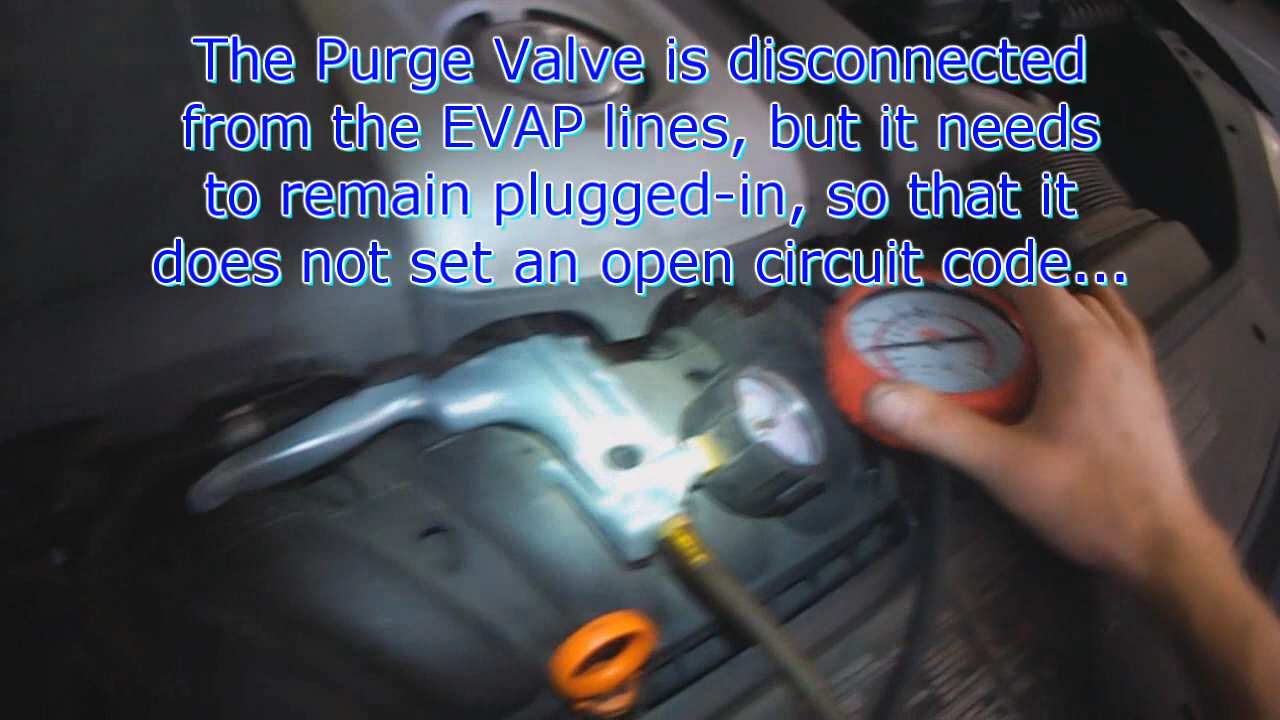 The Purge Valve is disconnected
from the EVAP lines, but it needs
to remain plugged-in, so that it
does not set an open circuit code...